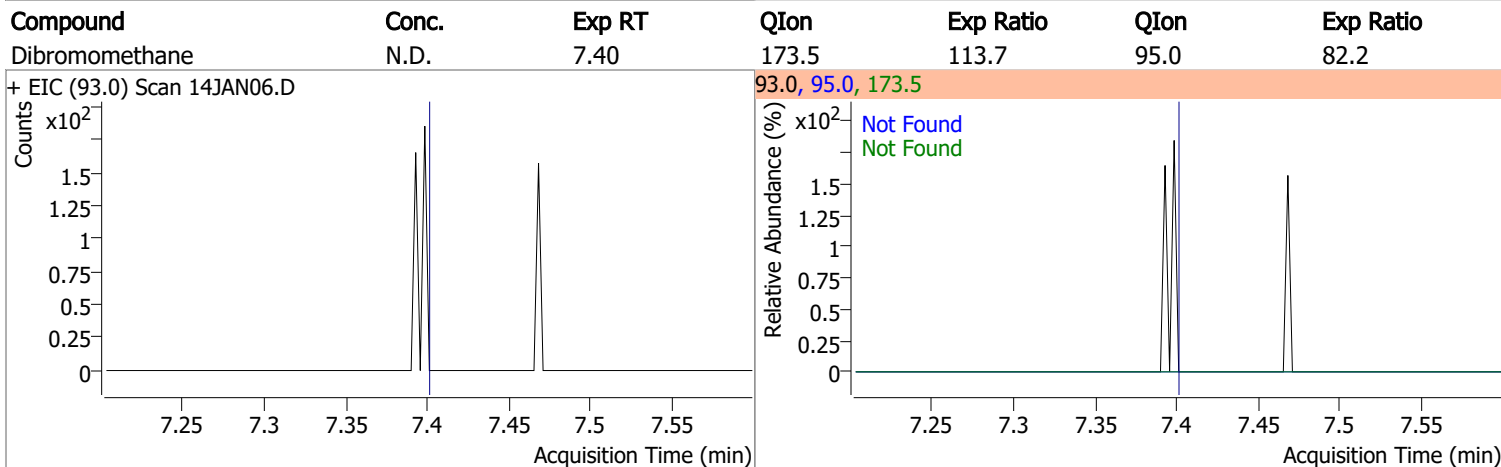 Compound Conc. Exp RT QIon Exp Ratio QIon Exp Ratio
Dibromomethane N.D. 7.40 173.5 113.7 95.0 82.2
+ EIC (93.0) Scan 14JAN06.D
Counts
x10²
1.5
1.25
1
0.75
0.5
0.25
0
7.25 7.3 7.35 7.4 7.45 7.5 7.55
Acquisition Time (min)
93.0, 95.0, 173.5
Relative Abundance (%)
x10²
Not Found
Not Found
1.5
1.25
1
0.75
0.5
0.25
0
7.25 7.3 7.35 7.4 7.45 7.5 7.55
Acquisition Time (min)